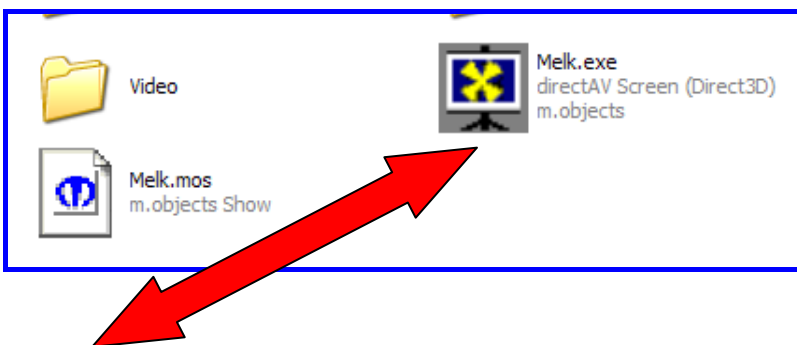 Video
Melk.exe
directAV Screen (Direct3D)
m.objects
Melk.mos
m.objects Show